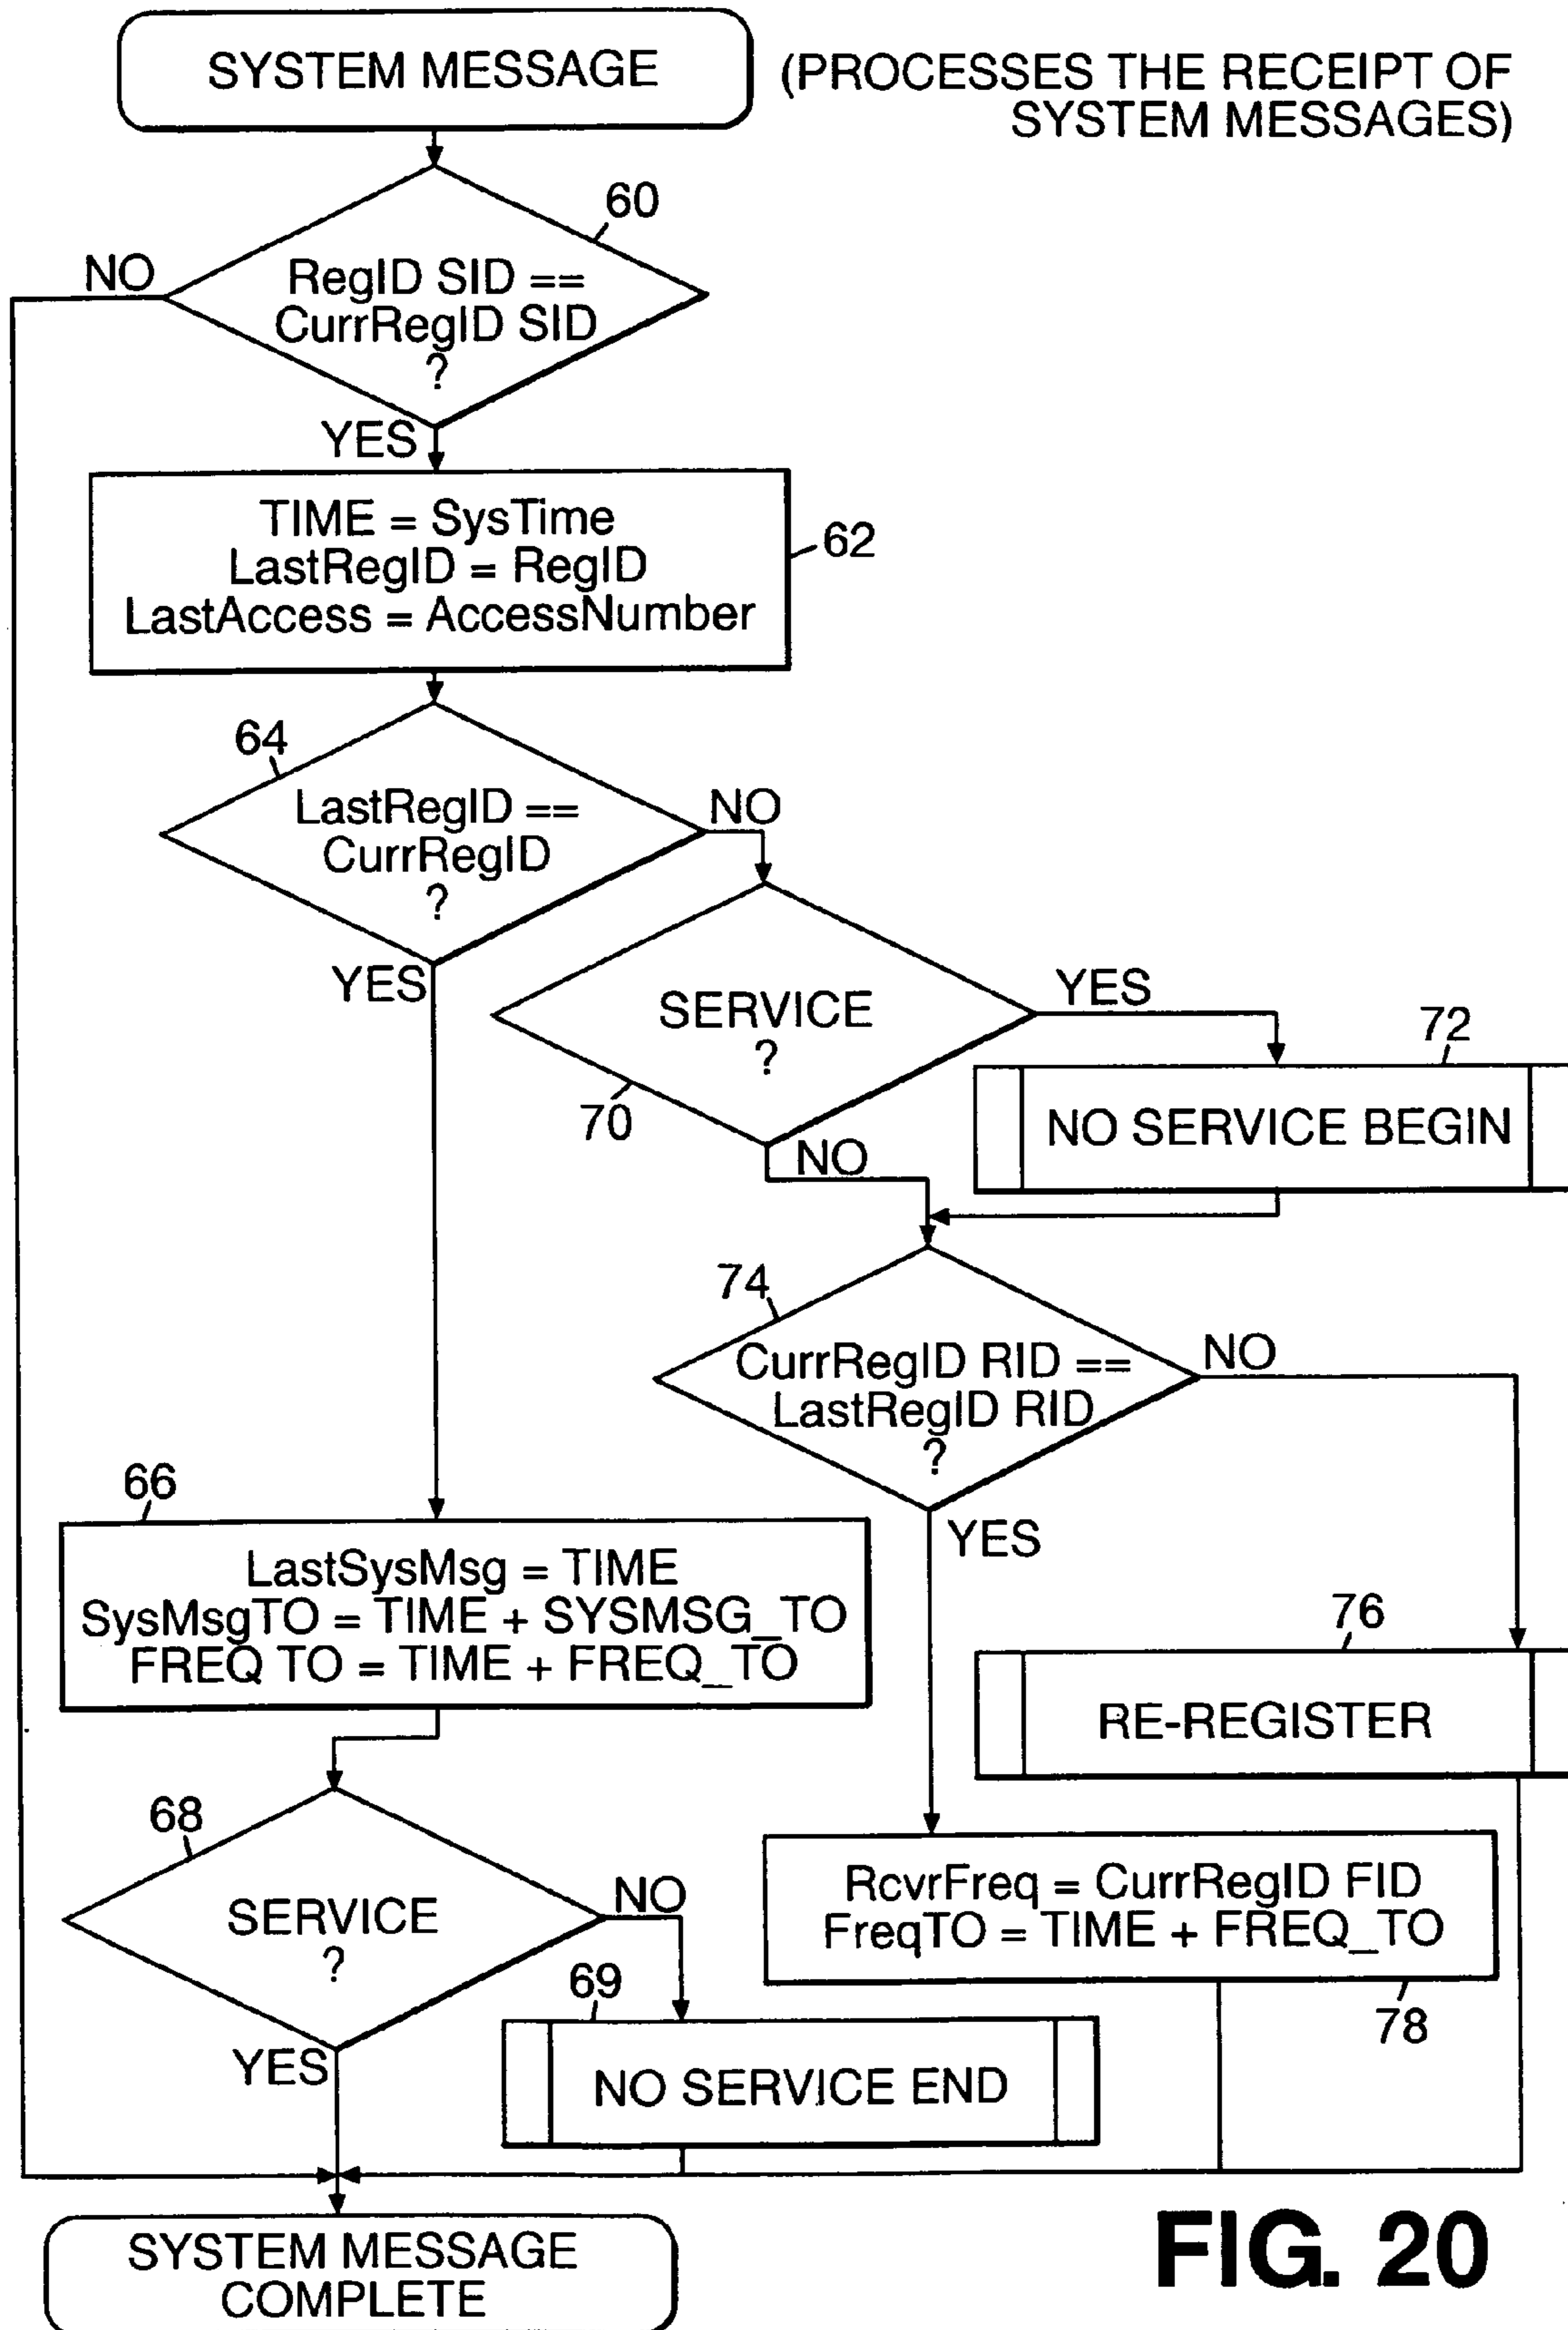 SYSTEM MESSAGE
(PROCESSES THE RECEIPT OF
SYSTEM MESSAGES)
60
NO
RegID SID ==
CurrRegID SID
?
YES
TIME = SysTime
LastRegID = RegID
LastAccess = AccessNumber
62
64
LastRegID ==
CurrRegID
?
NO
YES
SERVICE
?
YES
70
NO
72
NO SERVICE BEGIN
74
CurrRegID RID ==
LastRegID RID
?
NO
YES
66
LastSysMsg = TIME
SysMsgTO = TIME + SYSMSG_TO
FREQ TO = TIME + FREQ_TO
76
RE-REGISTER
68
SERVICE
?
NO
YES
RcvrFreq = CurrRegID FID
FreqTO = TIME + FREQ_TO
78
69
NO SERVICE END
SYSTEM MESSAGE
COMPLETE
FIG. 20